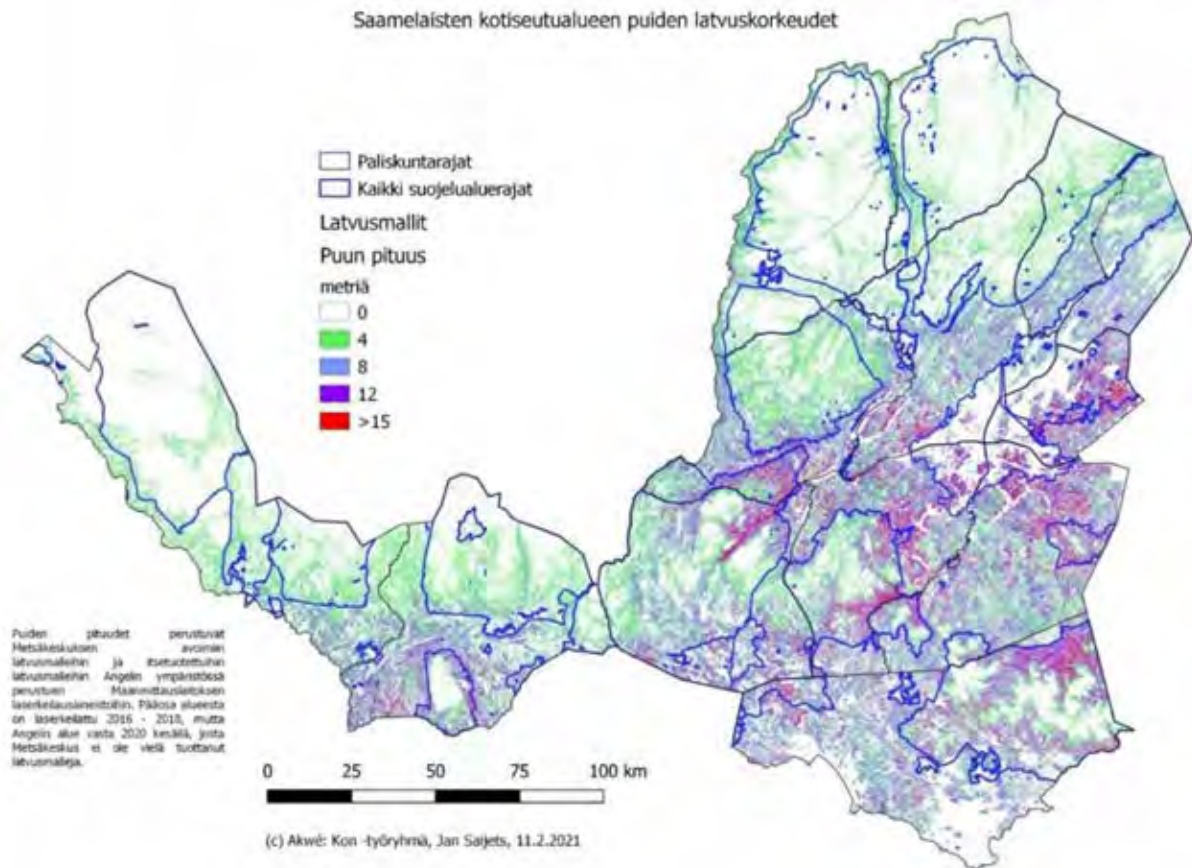 Saamelaisten kotiseutualueen puiden latvuskorkeudet
Paliskuntarajat
Kaikki suojelualuerajat
Latvusmallit
Puun pituus
metriä
0
4
8
12
>15
Puiden pituudet perustuvat
Metsäkeskuksen avoimiin
latvusmalleihin ja itsetuotettuihin
latvusmalleihin Angelin ympäristössä
perustuen Maanmittauslaitoksen
laserkeilausaineistoihin. Pääosa alueesta
on laserkeilattu 2016 - 2018, mutta
Angelin alue vasta 2020 kesällä, josta
Metsäkeskus ei ole vielä tuottanut
latvusmalleja.
0 25 50 75 100 km
(c) Akwé: Kon -työryhmä, Jan Saijets, 11.2.2021